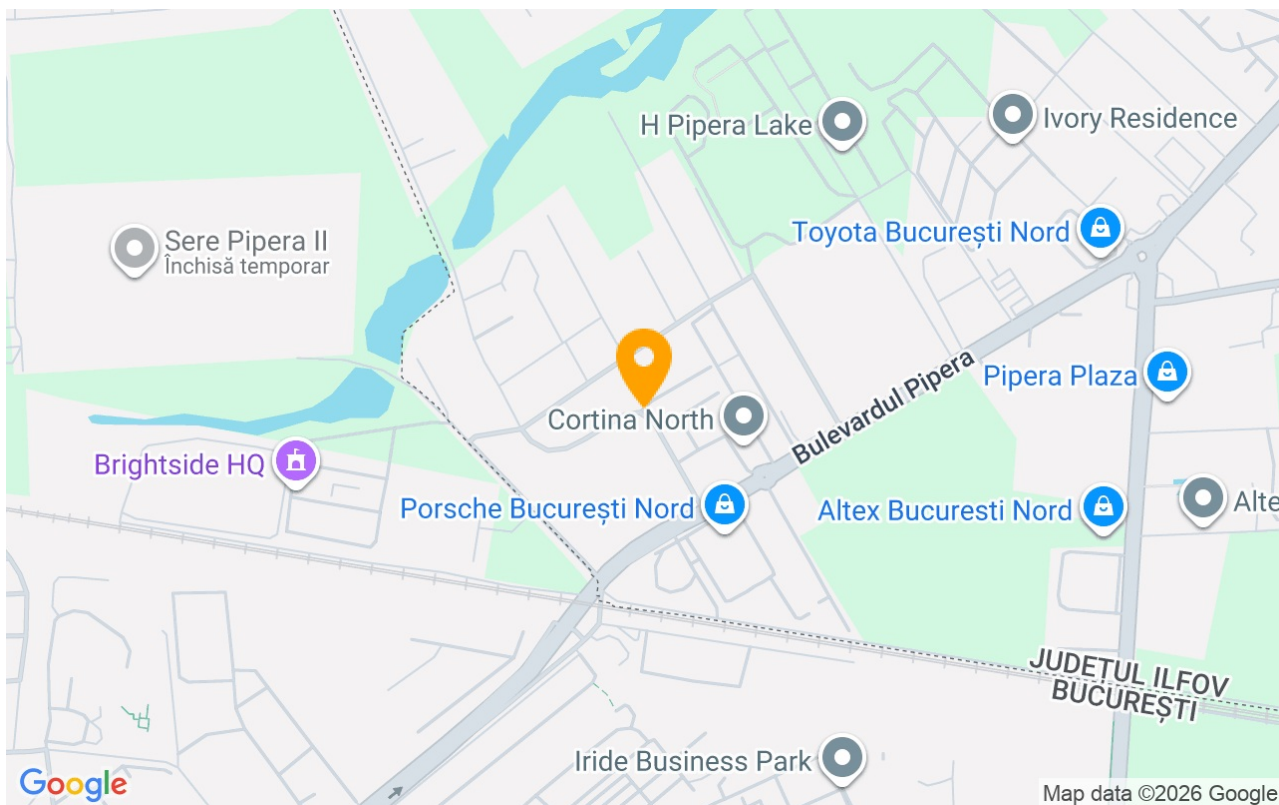 H Pipera Lake
Ivory Residence
Toyota București Nord
Sere Pipera II
Închisă temporar
Pipera Plaza
Bulevardul Pipera
Cortina North
Brightside HQ
Porsche București Nord
Altex Bucuresti Nord
Alte
JUDEȚUL ILFOV
BUCUREȘTI
Iride Business Park
Google
Map data ©2026 Google